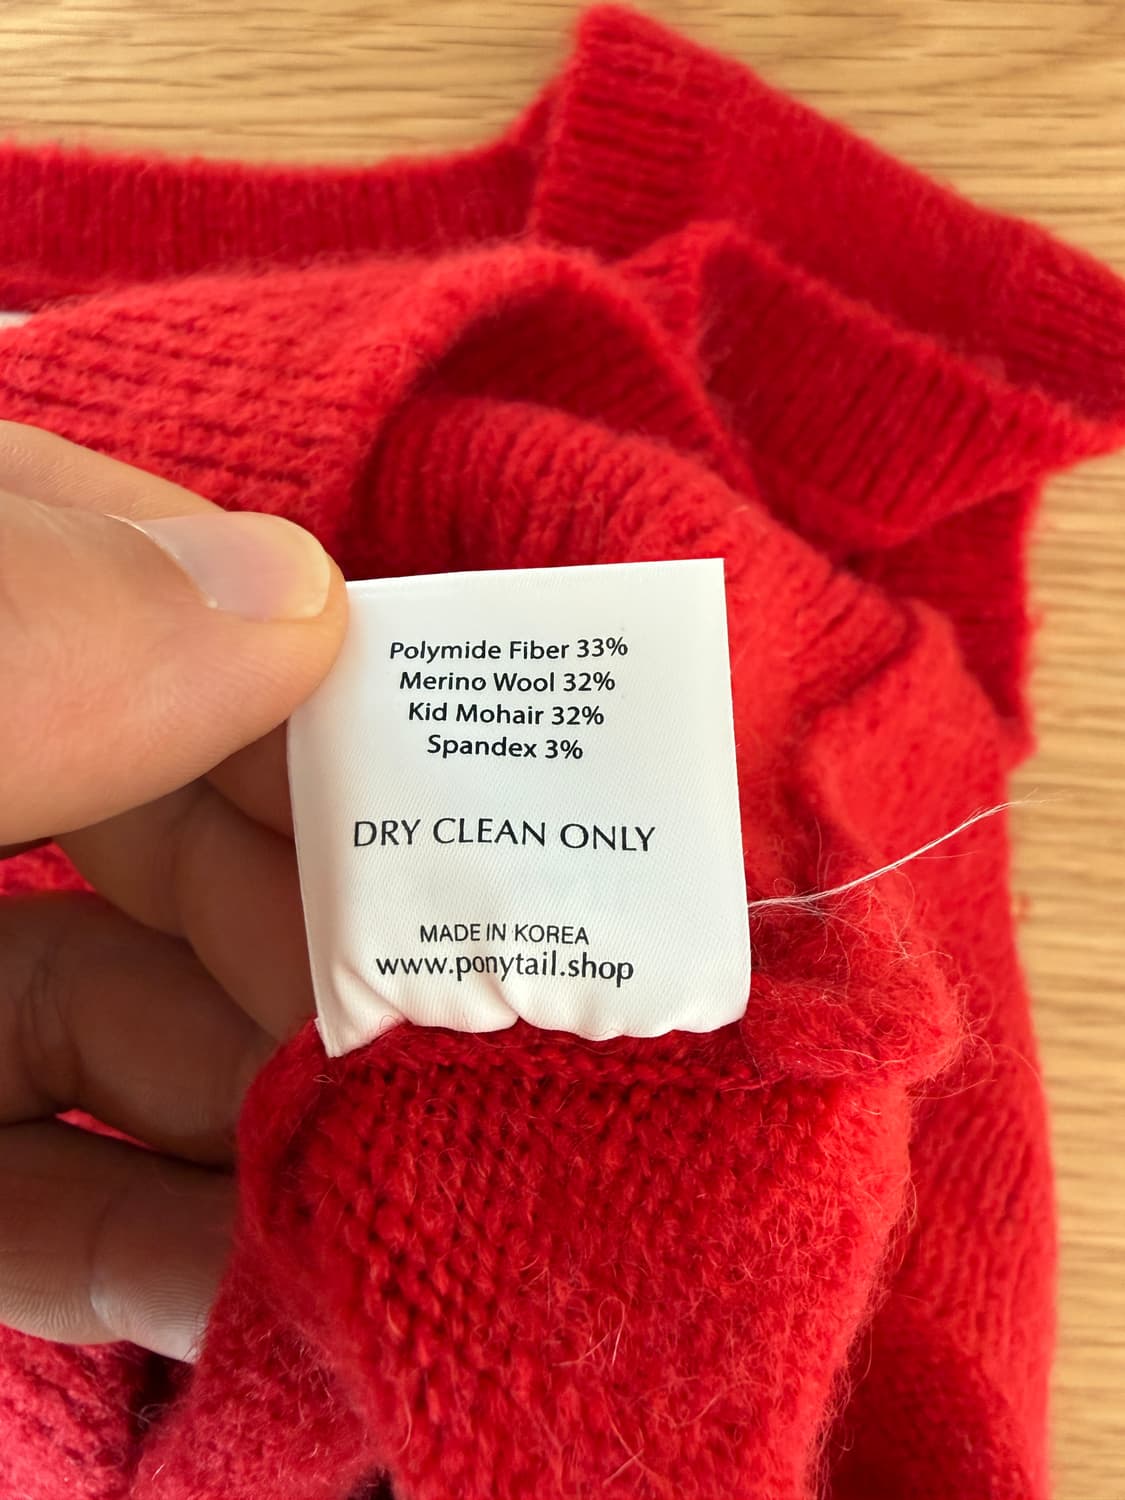 Polymide Fiber 33%
Merino Wool 32%
Kid Mohair 32%
Spandex 3%
DRY CLEAN ONLY
MADE IN KOREA
www.ponytail.shop